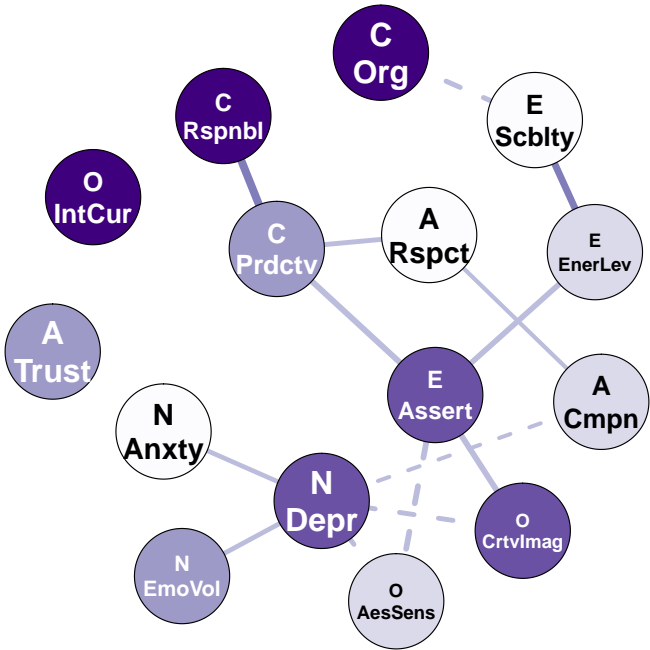 C
Org
E
Scblty
C
Rspnbl
O
IntCur
A
Rspct
C
Prdctv
E
EnerLev
A
Trust
E
Assert
A
Cmpn
N
Anxty
N
Depr
O
CrtvImag
N
EmoVol
O
AesSens